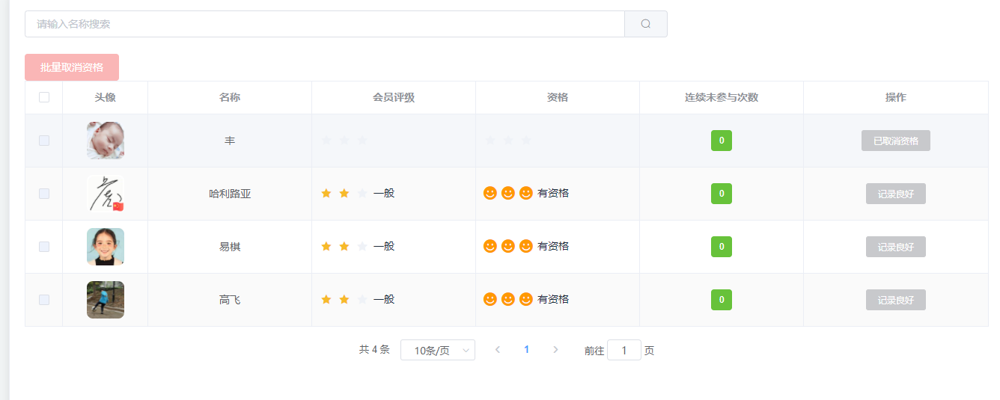 请输入名称搜索
批量取消资格
头像 名称 会员评级 资格 连续未参与次数 操作
丰 0 已取消资格
哈利路亚 一般 有资格 0 记录良好
易棋 一般 有资格 0 记录良好
高飞 一般 有资格 0 记录良好
共 4 条 10条/页 1 前往 1 页